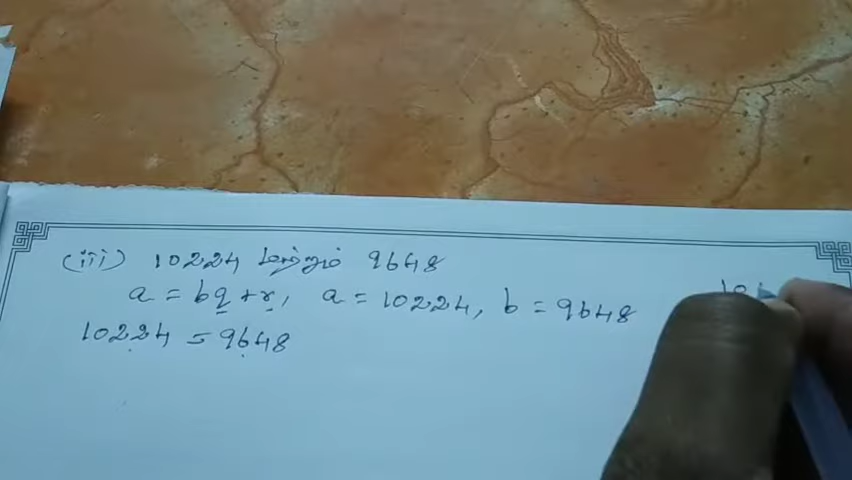 (iii) 10224 மற்றும் 9648
a = bq + r, a = 10224, b = 9648
10224 = 9648